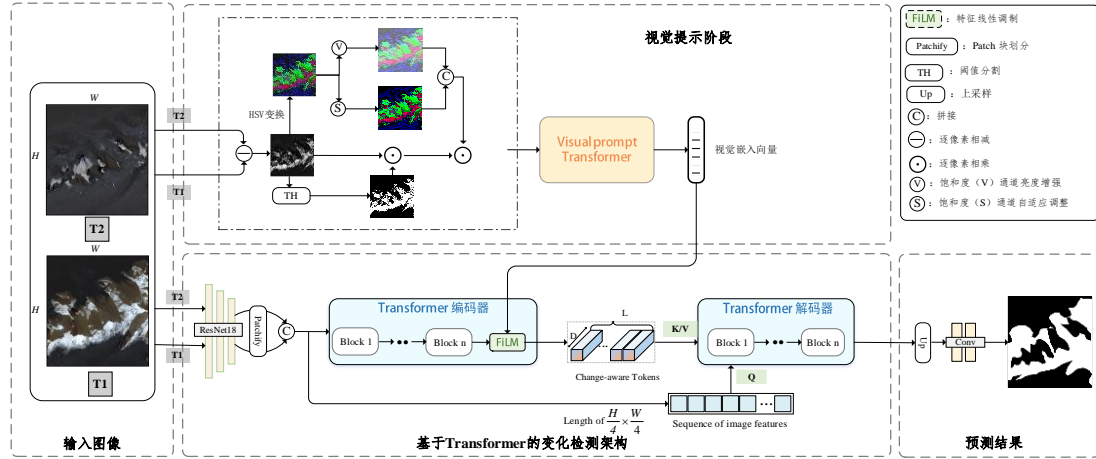 W
H
T2
T1
T2
W
H
T1
输入图像
T2
T1
视觉提示阶段
HSV变换
V
S
C
TH
Visual prompt
Transformer
视觉嵌入向量
FiLM
：特征线性调制
Patchify
：Patch 块划分
TH
：阈值分割
Up
：上采样
C
：拼接
：逐像素相减
：逐像素相乘
V
：饱和度（V）通道亮度增强
S
：饱和度（S）通道自适应调整
ResNet18
Patchify
C
Transformer 编码器
Block 1
Block n
FiLM
L
D
Change-aware Tokens
K/V
Q
Transformer 解码器
Block 1
Block n
Length of H/4 × W/4
Sequence of image features
基于Transformer的变化检测架构
Up
Conv
预测结果